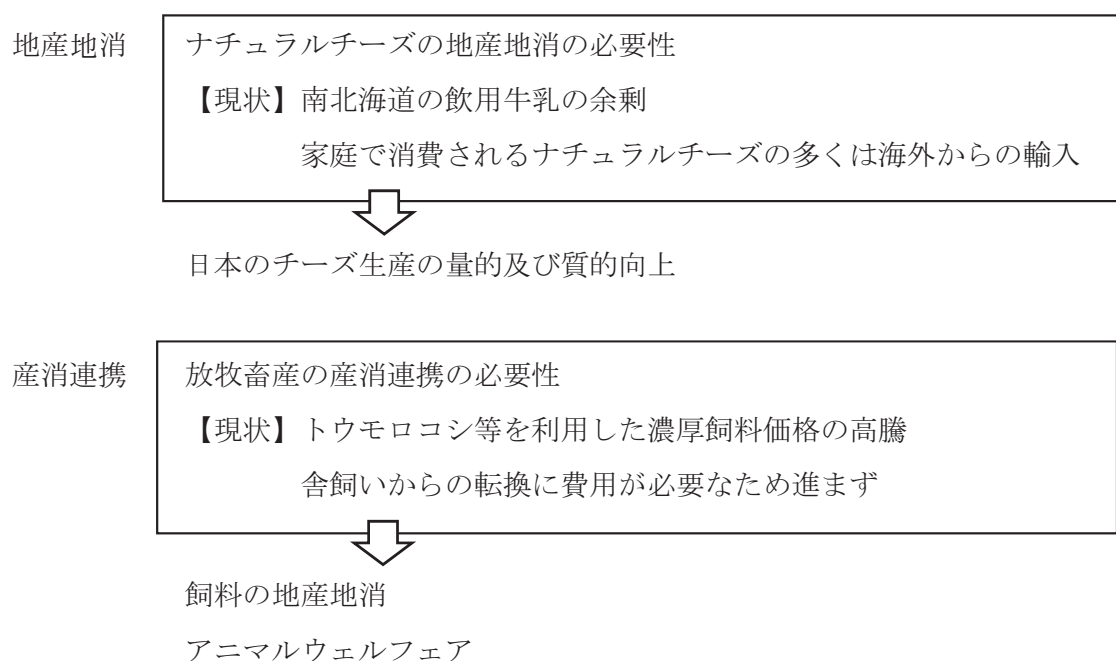 地産地消 ナチュラルチーズの地産地消の必要性
【現状】南北海道の飲用牛乳の余剰
家庭で消費されるナチュラルチーズの多くは海外からの輸入
日本のチーズ生産の量的及び質的向上
産消連携 放牧畜産の産消連携の必要性
【現状】トウモロコシ等を利用した濃厚飼料価格の高騰
舎飼いからの転換に費用が必要なため進まず
飼料の地産地消
アニマルウェルフェア